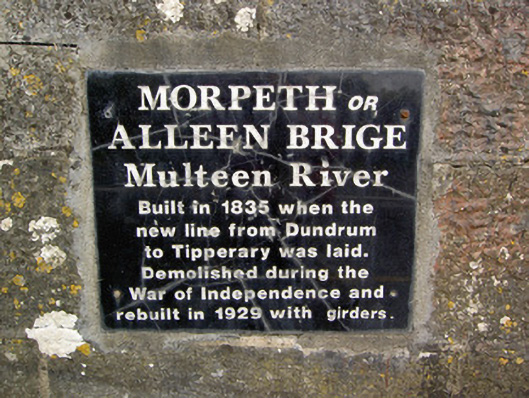 MORPETH OR
ALLEEN BRIGE
Multeen River
Built in 1835 when the
new line from Dundrum
to Tipperary was laid.
Demolished during the
War of Independence and
rebuilt in 1929 with girders.